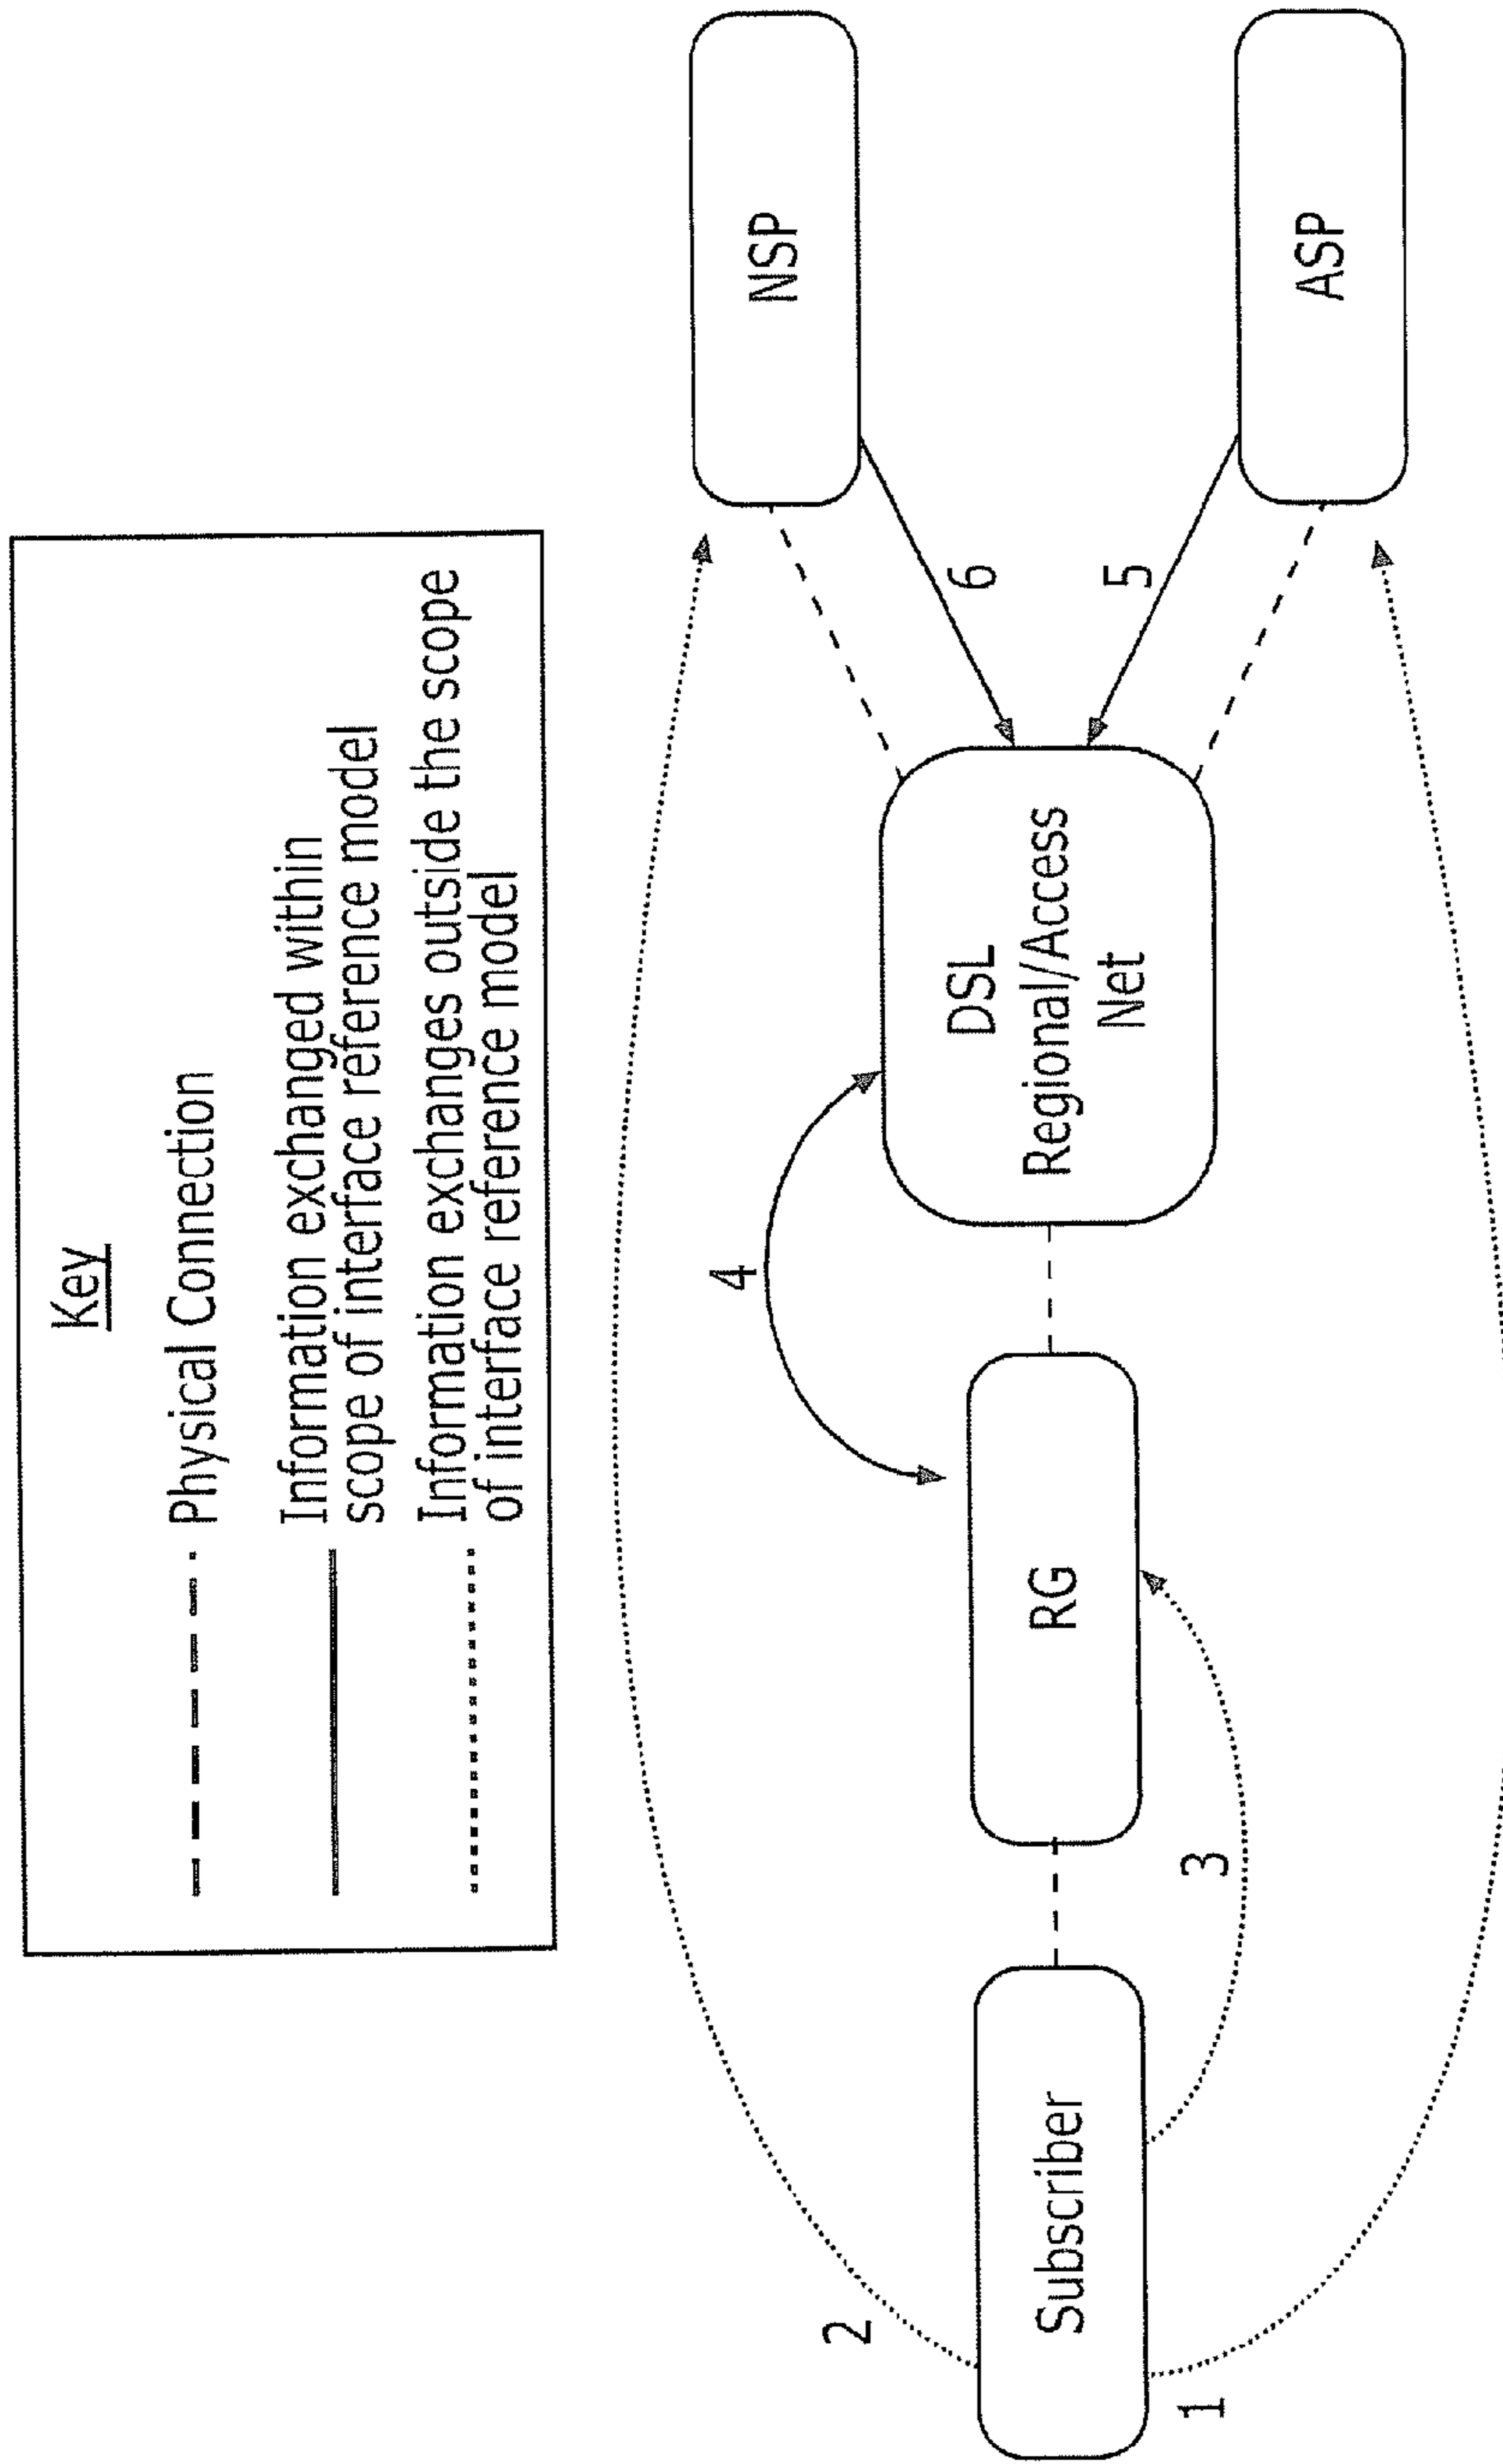 Key
Physical Connection
Information exchanged within
scope of interface reference model
Information exchanges outside the scope
of interface reference model
NSP
ASP
6
5
DSL
Regional/Access
Net
4
RG
3
Subscriber
2
1